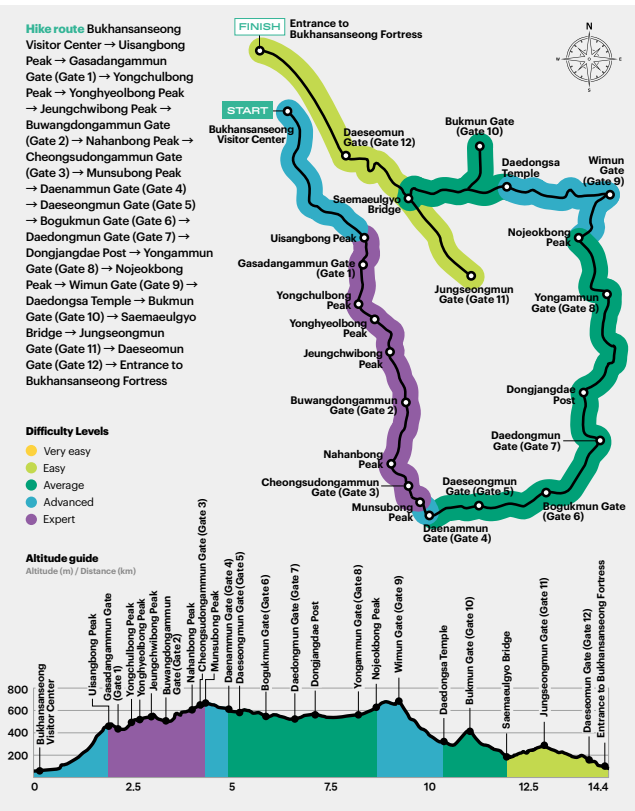 Hike route Bukhansanseong
Visitor Center → Uisangbong
Peak → Gasadangammun
Gate (Gate 1) → Yongchulbong
Peak → Yonghyeolbong Peak
→ Jeungchwibong Peak →
Buwangdongammun Gate
(Gate 2) → Nahanbong Peak →
Cheongsudongammun Gate
(Gate 3) → Munsubong Peak
→ Daenammun Gate (Gate 4)
→ Daeseongmun Gate (Gate 5)
→ Bogukmun Gate (Gate 6) →
Daedongmun Gate (Gate 7) →
Dongjangdae Post → Yongammun
Gate (Gate 8) → Nojeokbong
Peak → Wimun Gate (Gate 9) →
Daedongsa Temple → Bukmun
Gate (Gate 10) → Saemaeulgyo
Bridge → Jungseongmun
Gate (Gate 11) → Daeseomun
Gate (Gate 12) → Entrance to
Bukhansanseong Fortress
FINISH
Entrance to
Bukhansanseong Fortress
N
W
E
S
START
Bukhansanseong
Visitor Center
Daeseomun
Gate (Gate 12)
Bukmun Gate
(Gate 10)
Daedongsa
Temple
Wimun
Gate
(Gate 9)
Saemaeulgyo
Bridge
Uisangbong Peak
Nojeokbong
Peak
Gasadangammun Gate
(Gate 1)
Jungseongmun
Gate (Gate 11)
Yongchulbong
Peak
Yongammun
Gate (Gate 8)
Yonghyeolbong
Peak
Jeungchwibong
Peak
Dongjangdae
Post
Buwangdongammun
Gate (Gate 2)
Daedongmun
Gate (Gate 7)
Nahanbong
Peak
Cheongsudongammun
Gate (Gate 3)
Daeseongmun
Gate (Gate 5)
Munsubong
Peak
Bogukmun Gate
(Gate 6)
Daenammun
Gate (Gate 4)
Difficulty Levels
Very easy
Easy
Average
Advanced
Expert
Altitude guide
Altitude (m) / Distance (km)
Bukhansanseong
Visitor Center
Uisangbong Peak
Gasadangammun Gate
(Gate 1)
Yongchulbong Peak
Yonghyeolbong Peak
Jeungchwibong Peak
Buwangdongammun
Gate (Gate 2)
Nahanbong Peak
Cheongsudongammun Gate (Gate 3)
Munsubong Peak
Daenammun Gate (Gate 4)
Daeseongmun Gate (Gate 5)
Bogukmun Gate (Gate 6)
Daedongmun Gate (Gate 7)
Dongjangdae Post
Yongammun Gate (Gate 8)
Nojeokbong Peak
Wimun Gate (Gate 9)
Daedongsa Temple
Bukmun Gate (Gate 10)
Saemaeulgyo Bridge
Jungseongmun Gate (Gate 11)
Daeseomun Gate (Gate 12)
Entrance to Bukhansanseong Fortress
800
600
400
200
0
2.5
5
7.5
10
12.5
14.4